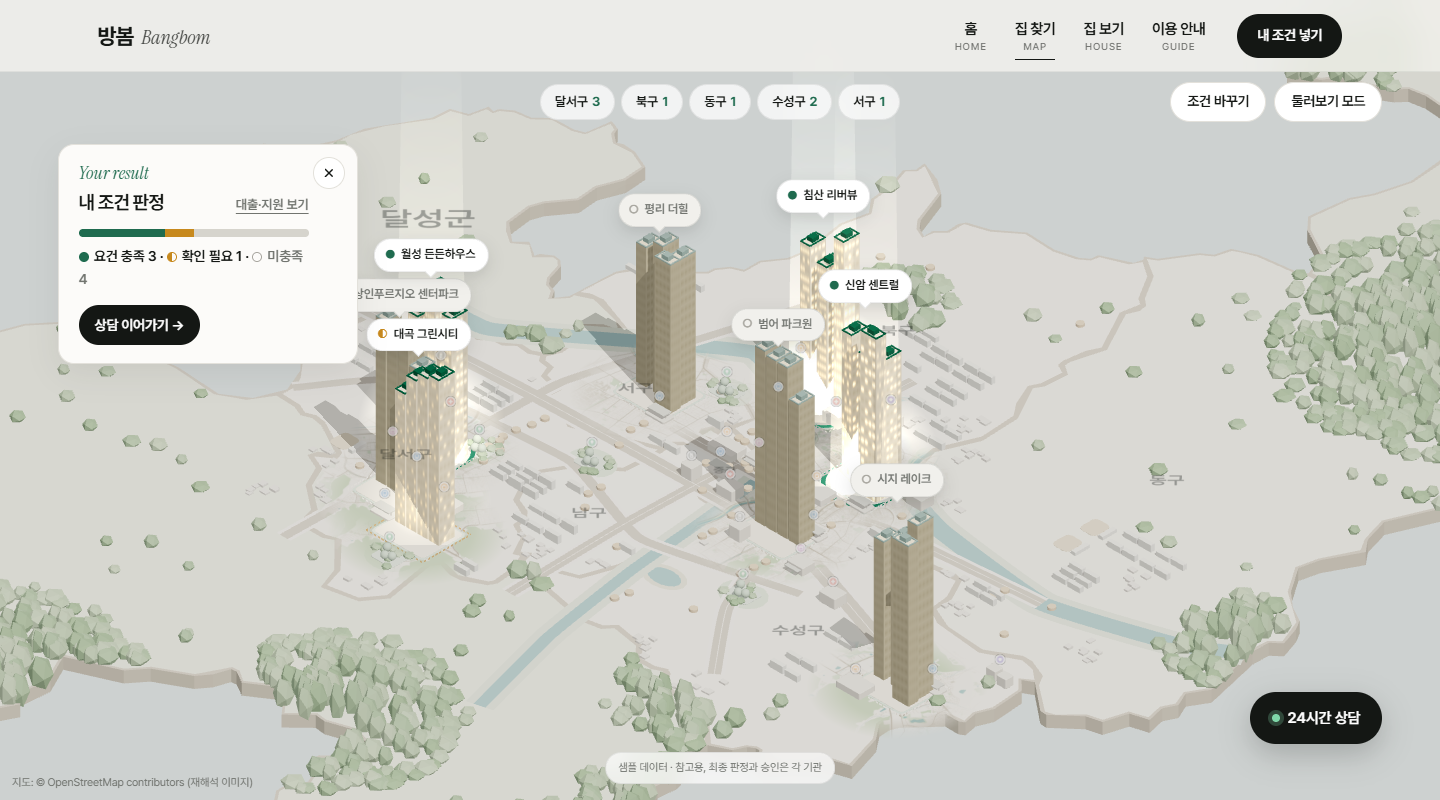 방봄 Bangbom
홈
HOME
집 찾기
MAP
집 보기
HOUSE
이용 안내
GUIDE
내 조건 넣기
달서구 3
북구 1
동구 1
수성구 2
서구 1
조건 바꾸기
둘러보기 모드
Your result
내 조건 판정
대출·지원 보기
요건 충족 3 · 확인 필요 1 · 미충족
4
상담 이어가기 →
달성군
평리 더힐
침산 리버뷰
월성 든든하우스
신암 센트럴
상인푸르지오 센터파크
범어 파크원
북구
대곡 그린시티
서구
달서구
시지 레이크
동구
남구
수성구
24시간 상담
샘플 데이터 · 참고용, 최종 판정과 승인은 각 기관
지도: © OpenStreetMap contributors (재해석 이미지)